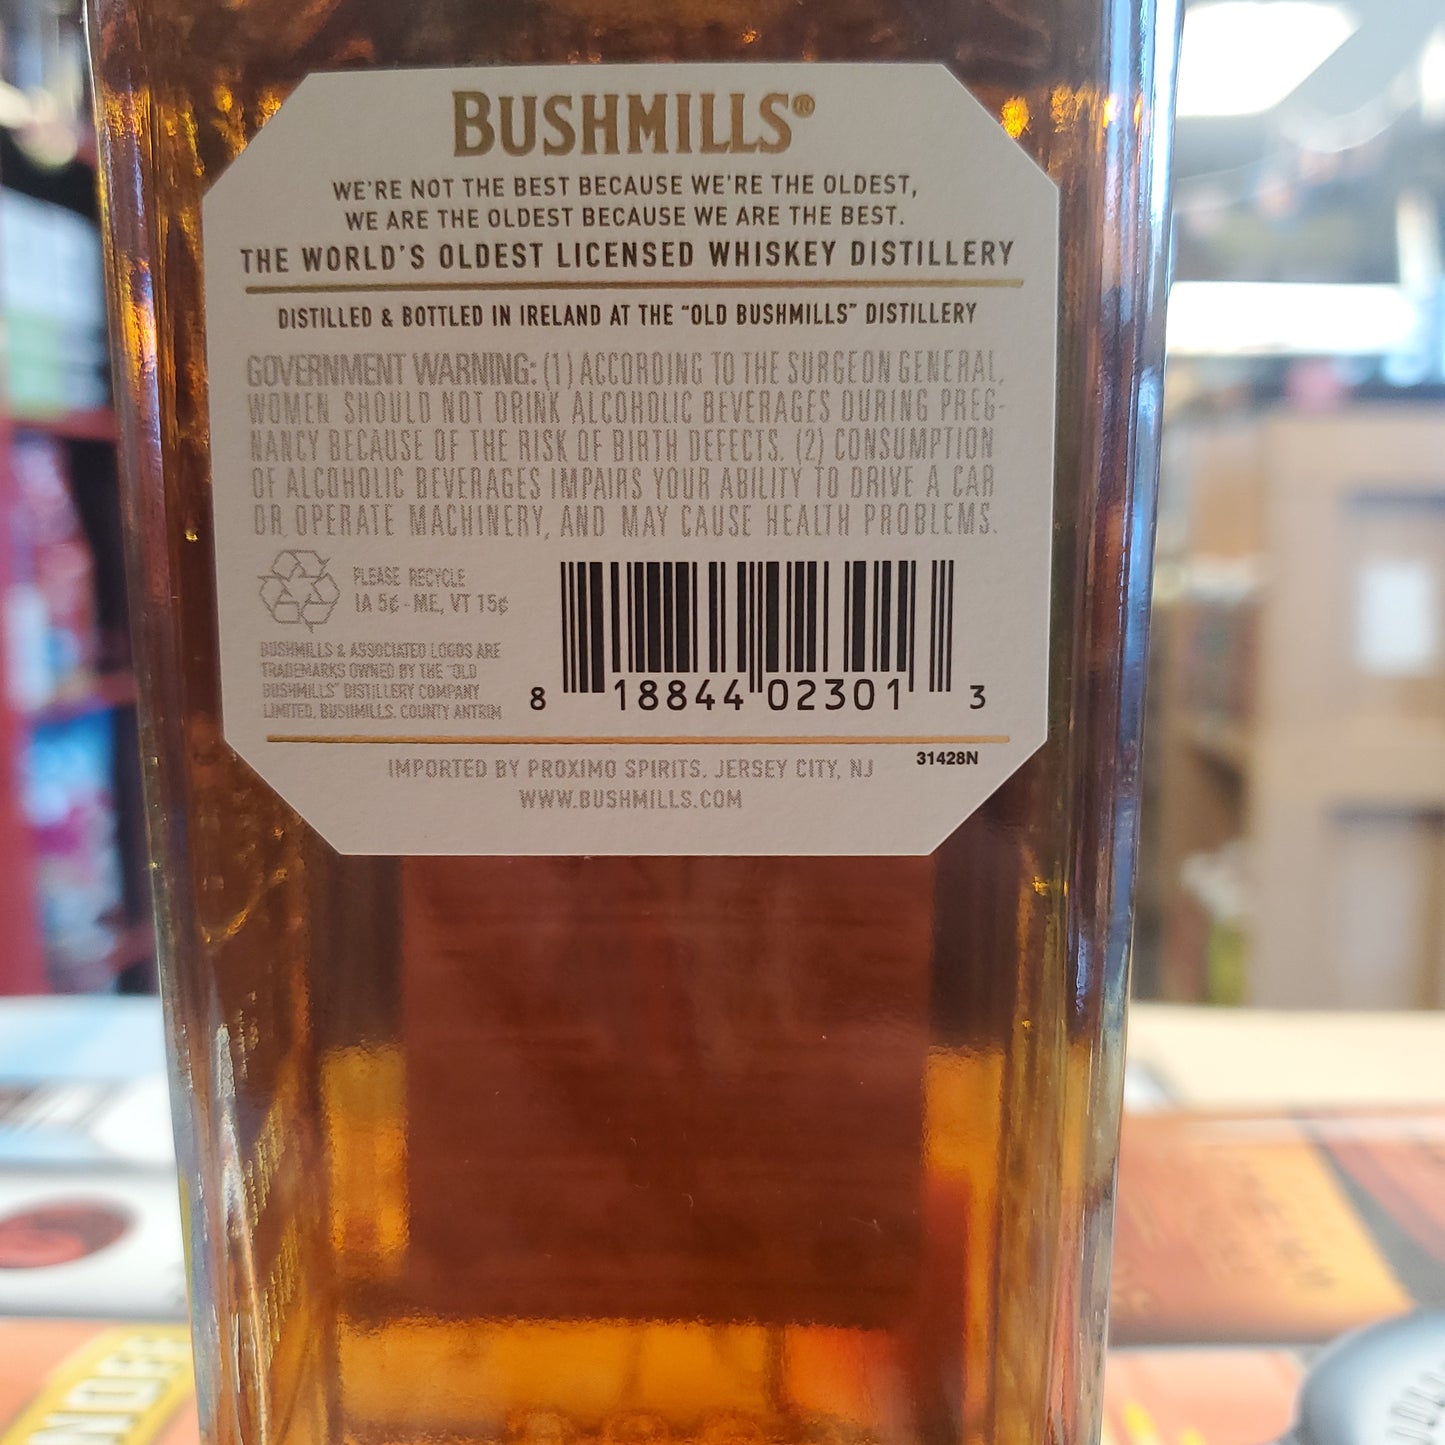 BUSHMILLS®
WE'RE NOT THE BEST BECAUSE WE'RE THE OLDEST,
WE ARE THE OLDEST BECAUSE WE ARE THE BEST.
THE WORLD'S OLDEST LICENSED WHISKEY DISTILLERY
DISTILLED & BOTTLED IN IRELAND AT THE "OLD BUSHMILLS" DISTILLERY
GOVERNMENT WARNING: (1) ACCORDING TO THE SURGEON GENERAL,
WOMEN SHOULD NOT DRINK ALCOHOLIC BEVERAGES DURING PREG-
NANCY BECAUSE OF THE RISK OF BIRTH DEFECTS. (2) CONSUMPTION
OF ALCOHOLIC BEVERAGES IMPAIRS YOUR ABILITY TO DRIVE A CAR
OR OPERATE MACHINERY, AND MAY CAUSE HEALTH PROBLEMS.
PLEASE RECYCLE
IA 5¢ - ME, VT 15¢
BUSHMILLS & ASSOCIATED LOGOS ARE
TRADEMARKS OWNED BY THE "OLD
BUSHMILLS" DISTILLERY COMPANY
LIMITED, BUSHMILLS, COUNTY ANTRIM
8 18844 02301 3
31428N
IMPORTED BY PROXIMO SPIRITS, JERSEY CITY, NJ
WWW.BUSHMILLS.COM